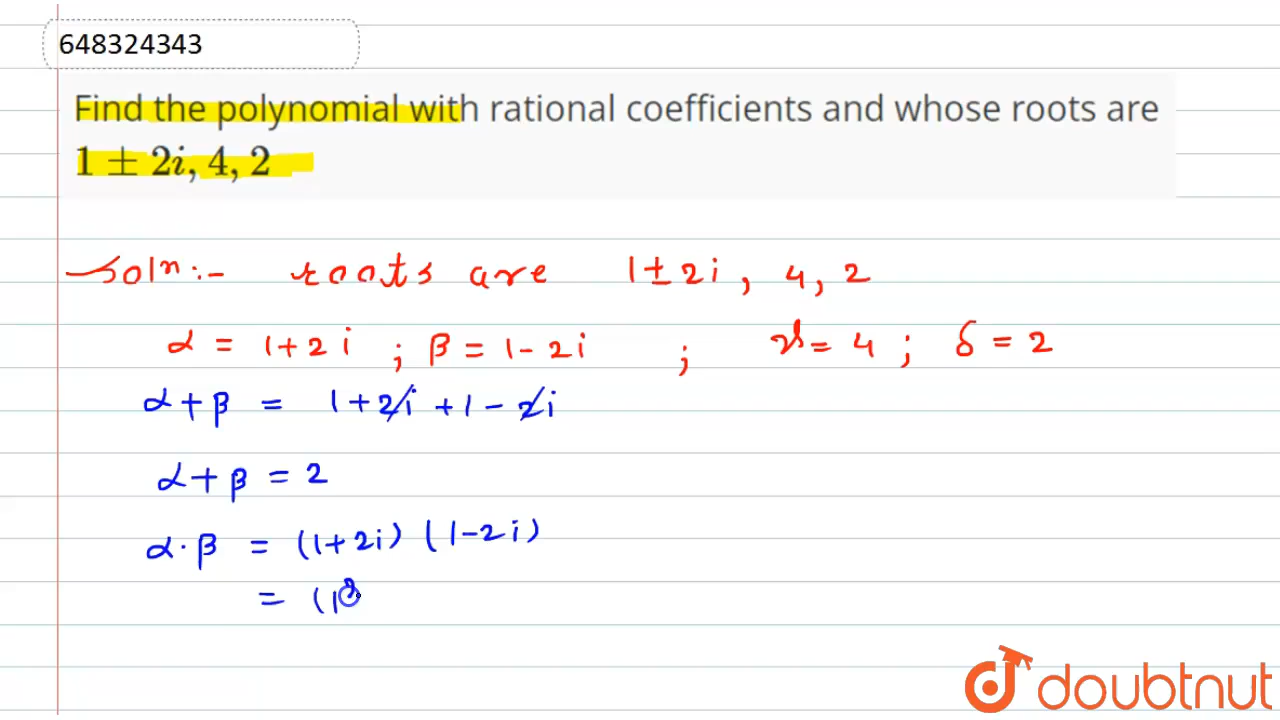 648324343
Find the polynomial with rational coefficients and whose roots are
1 ± 2i, 4, 2
Soln:- roots are 1±2i, 4, 2
α = 1+2i ; β = 1-2i ; γ = 4 ; δ = 2
α+β = 1+2i+1-2i
α+β = 2
α·β = (1+2i) (1-2i)
= (1
doubtnut